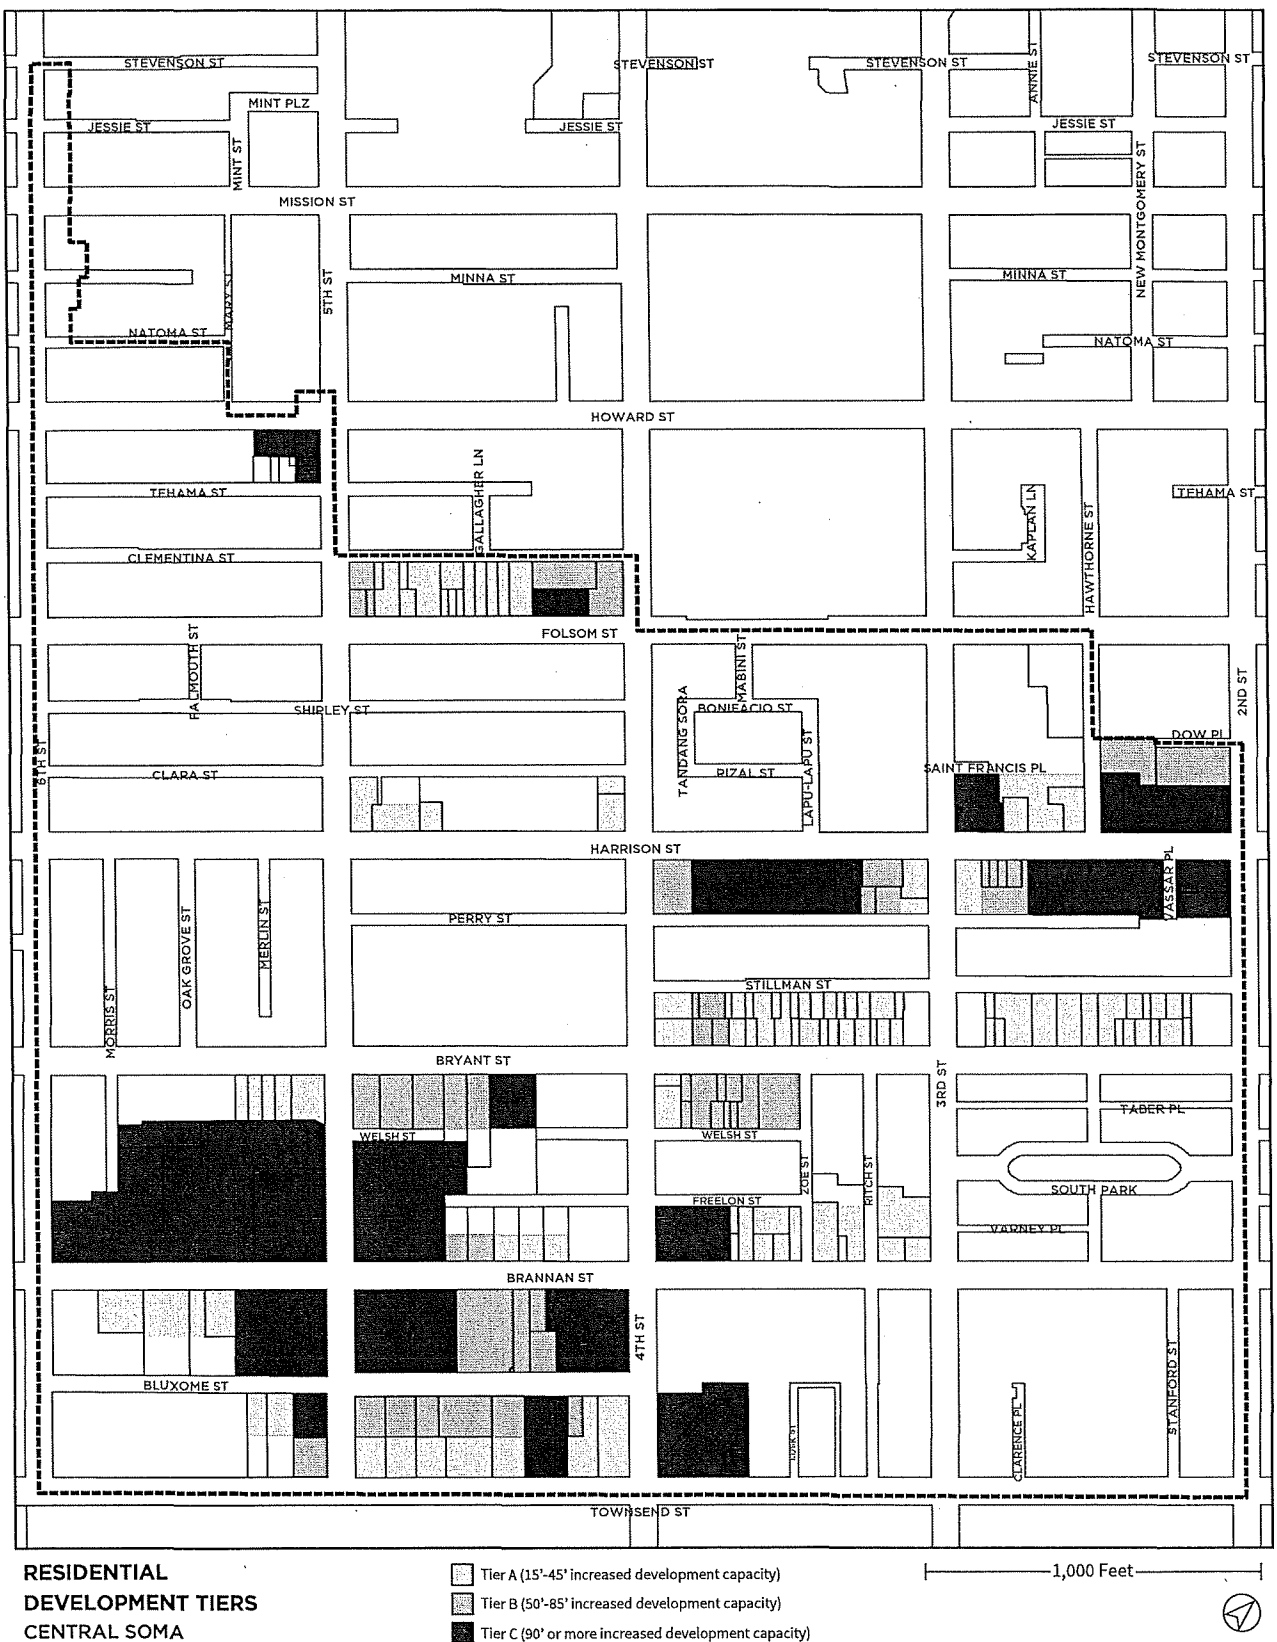 STEVENSON ST
STEVENSON ST
STEVENSON ST
STEVENSON ST
ANNIE ST
MINT PLZ
JESSIE ST
JESSIE ST
JESSIE ST
MINT ST
NEW MONTGOMERY ST
MISSION ST
MARY ST
5TH ST
MINNA ST
MINNA ST
NATOMA ST
NATOMA ST
HOWARD ST
GALLAGHER LN
TEHAMA ST
TEHAMA ST
KAPLAN LN
HAWTHORNE ST
CLEMENTINA ST
FOLSOM ST
FALMOUTH ST
MABINI ST
2ND ST
SHIPLEY ST
TANDANG SORA
BONIFACIO ST
LAPU-LAPU ST
DOW PL
6TH ST
CLARA ST
RIZAL ST
SAINT FRANCIS PL
HARRISON ST
VASSAR PL
OAK GROVE ST
MERLIN ST
PERRY ST
STILLMAN ST
MORRIS ST
BRYANT ST
3RD ST
TABER PL
WELSH ST
WELSH ST
ZOE ST
RITCH ST
SOUTH PARK
FREELON ST
VARNEY PL
BRANNAN ST
4TH ST
STANFORD ST
BLUXOME ST
LUSK ST
CLARENCE PL
TOWNSEND ST
RESIDENTIAL
DEVELOPMENT TIERS
CENTRAL SOMA
Tier A (15'-45' increased development capacity)
Tier B (50'-85' increased development capacity)
Tier C (90' or more increased development capacity)
1,000 Feet